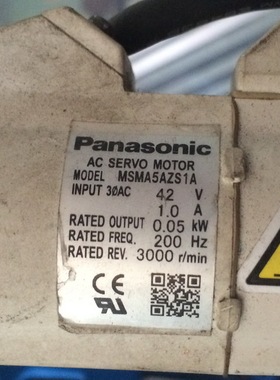 Panasonic
AC SERVO MOTOR
MODEL MSMA5AZS1A
INPUT 3ØAC 42 V
1.0 A
RATED OUTPUT 0.05 kW
RATED FREQ. 200 Hz
RATED REV. 3000 r/min
CE